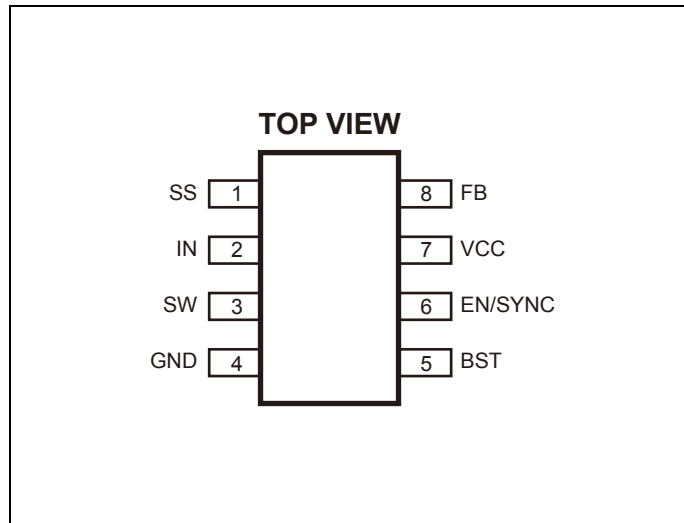 TOP VIEW
SS 1 8 FB
IN 2 7 VCC
SW 3 6 EN/SYNC
GND 4 5 BST